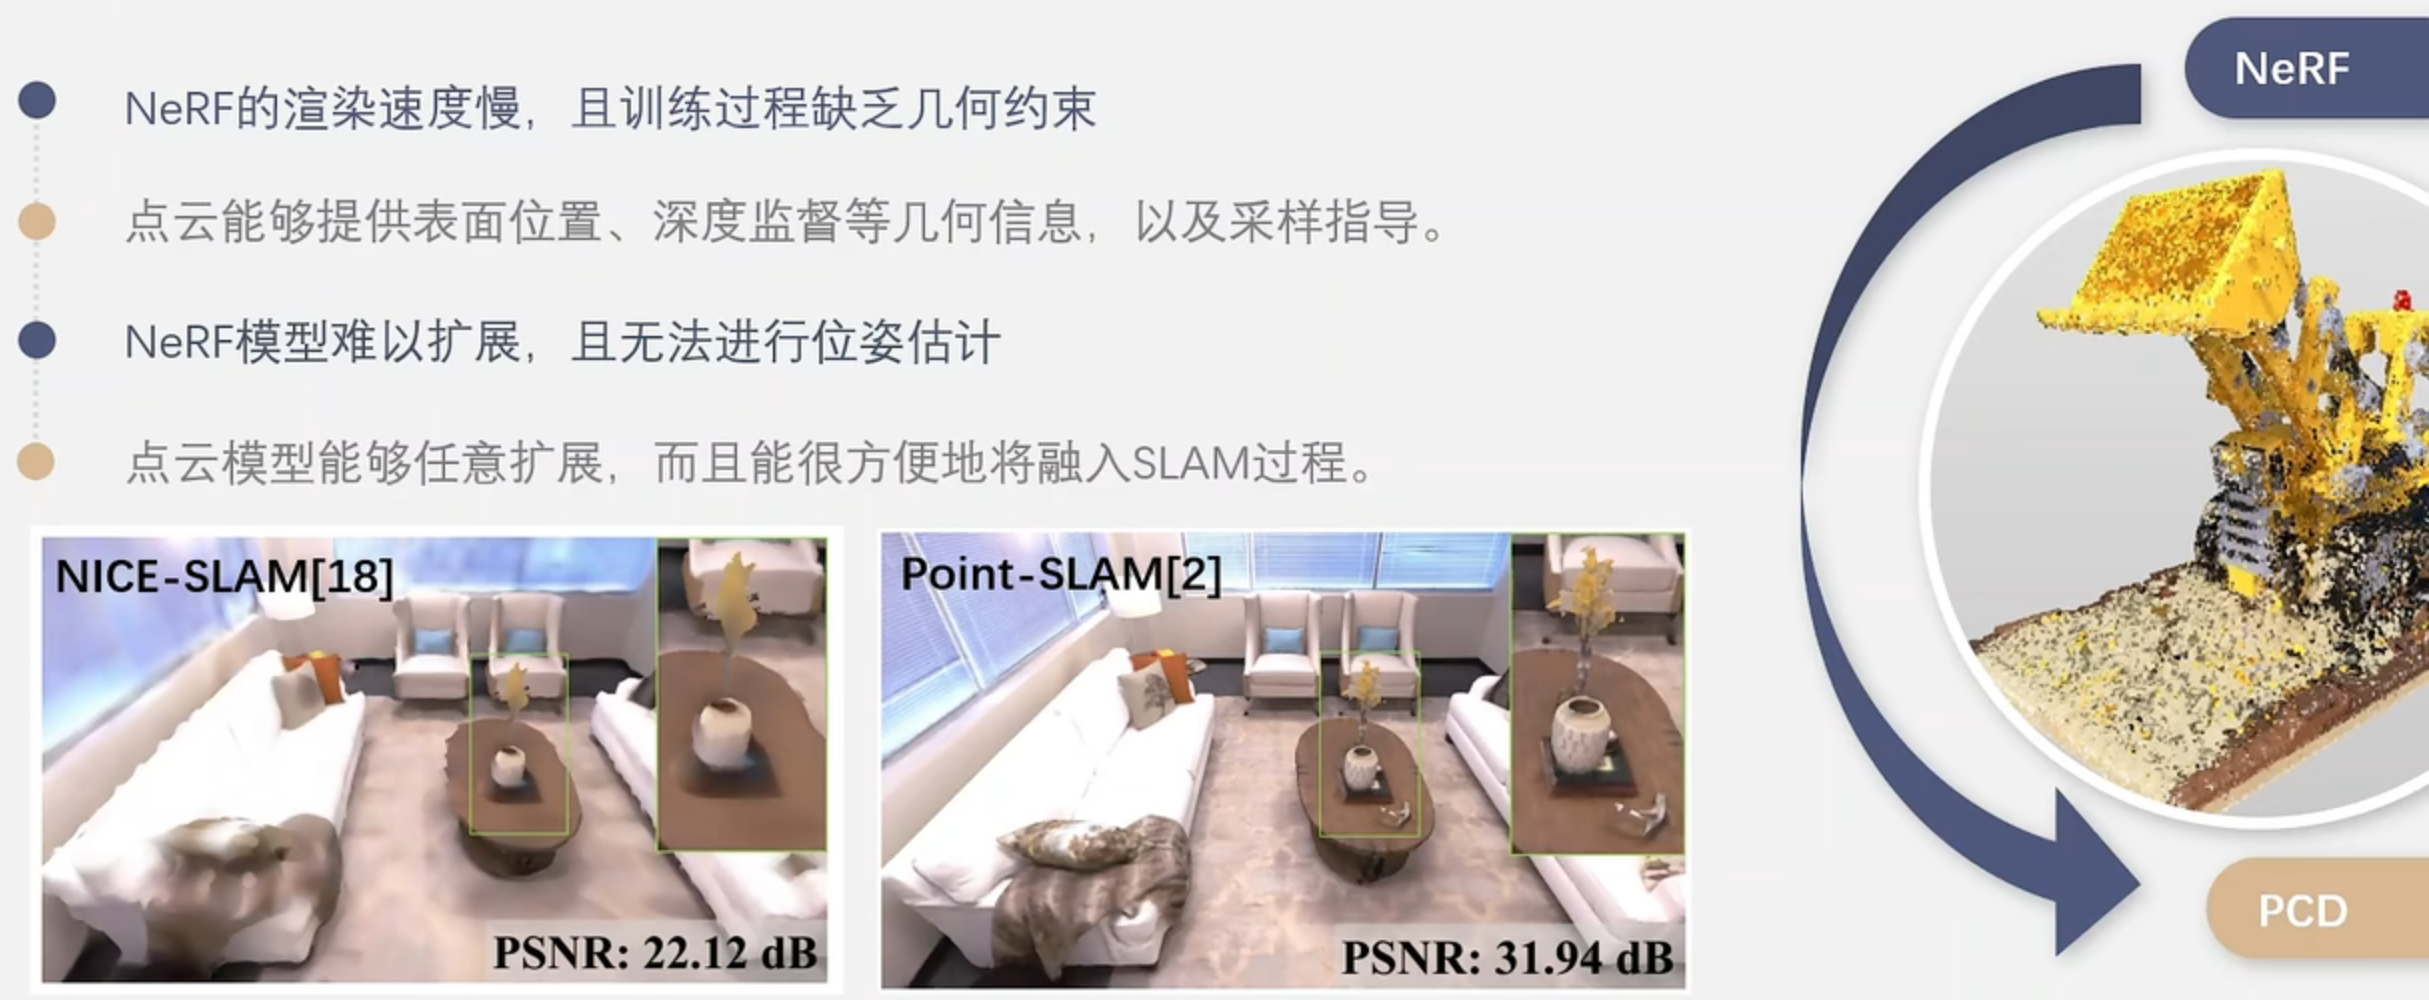 NeRF的渲染速度慢，且训练过程缺乏几何约束
点云能够提供表面位置、深度监督等几何信息，以及采样指导。
NeRF模型难以扩展，且无法进行位姿估计
点云模型能够任意扩展，而且能很方便地将融入SLAM过程。
NICE-SLAM[18]
PSNR: 22.12 dB
Point-SLAM[2]
PSNR: 31.94 dB
NeRF
PCD